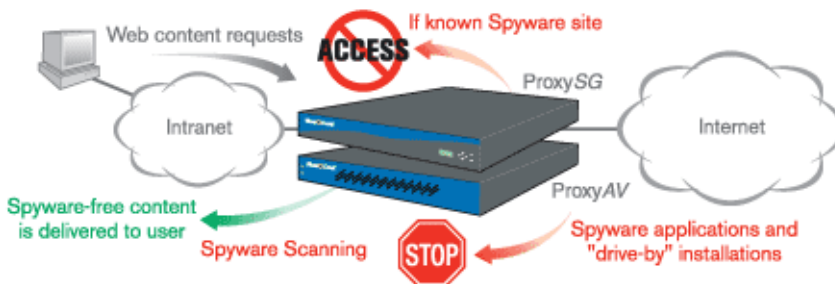 Web content requests
If known Spyware site
ACCESS
ProxySG
Intranet
Internet
ProxyAV
Spyware-free content
is delivered to user
Spyware Scanning
STOP
Spyware applications and
"drive-by" installations